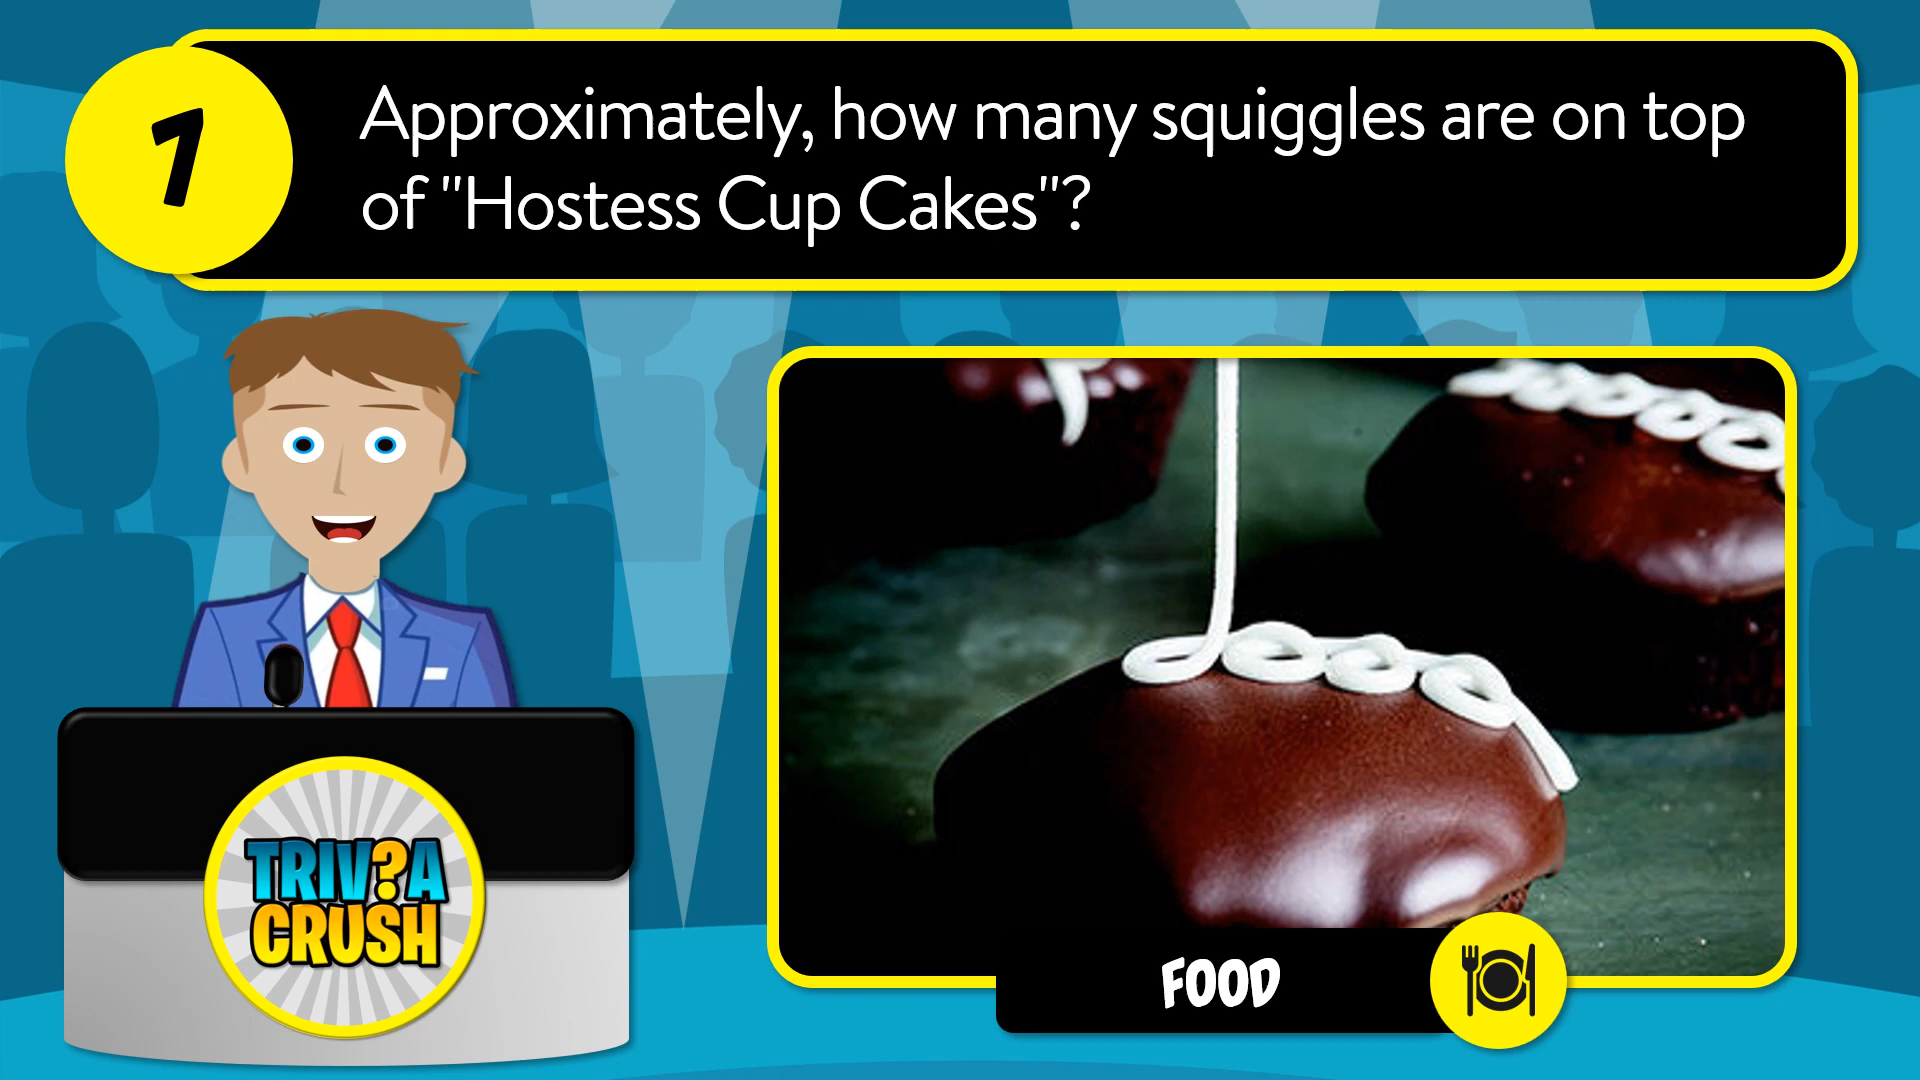 1
Approximately, how many squiggles are on top
of "Hostess Cup Cakes"?
TRIV?A
CRUSH
FOOD